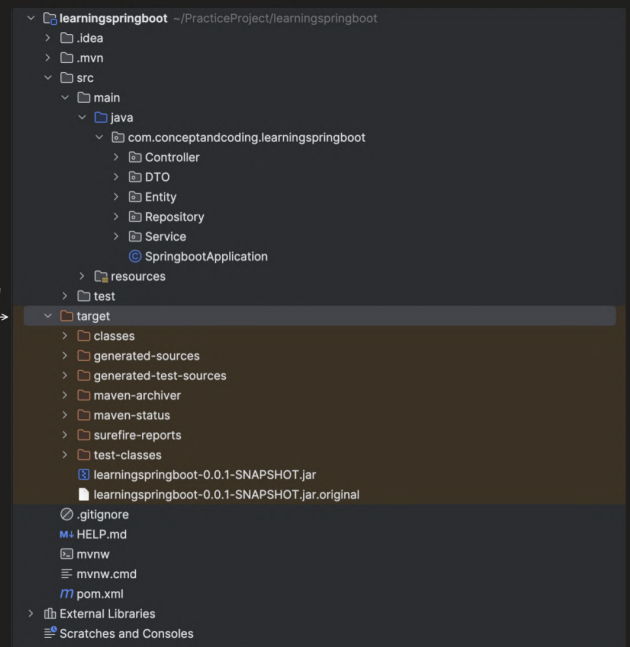 learningspringboot ~/PracticeProject/learningspringboot
.idea
.mvn
src
main
java
com.conceptandcoding.learningspringboot
Controller
DTO
Entity
Repository
Service
SpringbootApplication
resources
test
target
classes
generated-sources
generated-test-sources
maven-archiver
maven-status
surefire-reports
test-classes
learningspringboot-0.0.1-SNAPSHOT.jar
learningspringboot-0.0.1-SNAPSHOT.jar.original
.gitignore
M↓ HELP.md
mvnw
mvnw.cmd
m pom.xml
External Libraries
Scratches and Consoles